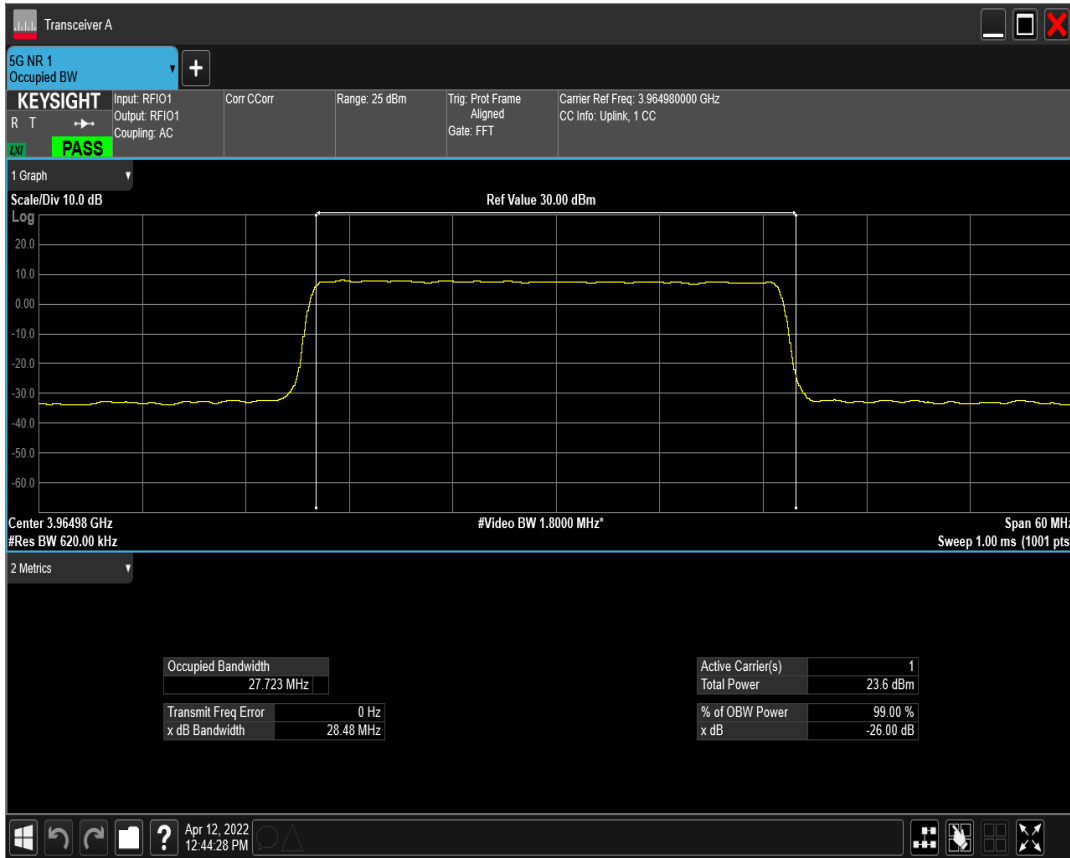 Transceiver A
5G NR 1
Occupied BW
+
KEYSIGHT
R T
LXI
PASS
Input: RFIO1
Output: RFIO1
Coupling: AC
Corr CCorr
Range: 25 dBm
Trig: Prot Frame
Aligned
Gate: FFT
Carrier Ref Freq: 3.964980000 GHz
CC Info: Uplink, 1 CC
1 Graph
Scale/Div 10.0 dB
Ref Value 30.00 dBm
Log
20.0
10.0
0.00
-10.0
-20.0
-30.0
-40.0
-50.0
-60.0
Center 3.96498 GHz
#Video BW 1.8000 MHz*
Span 60 MHz
#Res BW 620.00 kHz
Sweep 1.00 ms (1001 pts
2 Metrics
Occupied Bandwidth
27.723 MHz
Transmit Freq Error 0 Hz
x dB Bandwidth 28.48 MHz
Active Carrier(s) 1
Total Power 23.6 dBm
% of OBW Power 99.00 %
x dB -26.00 dB
?
Apr 12, 2022
12:44:28 PM